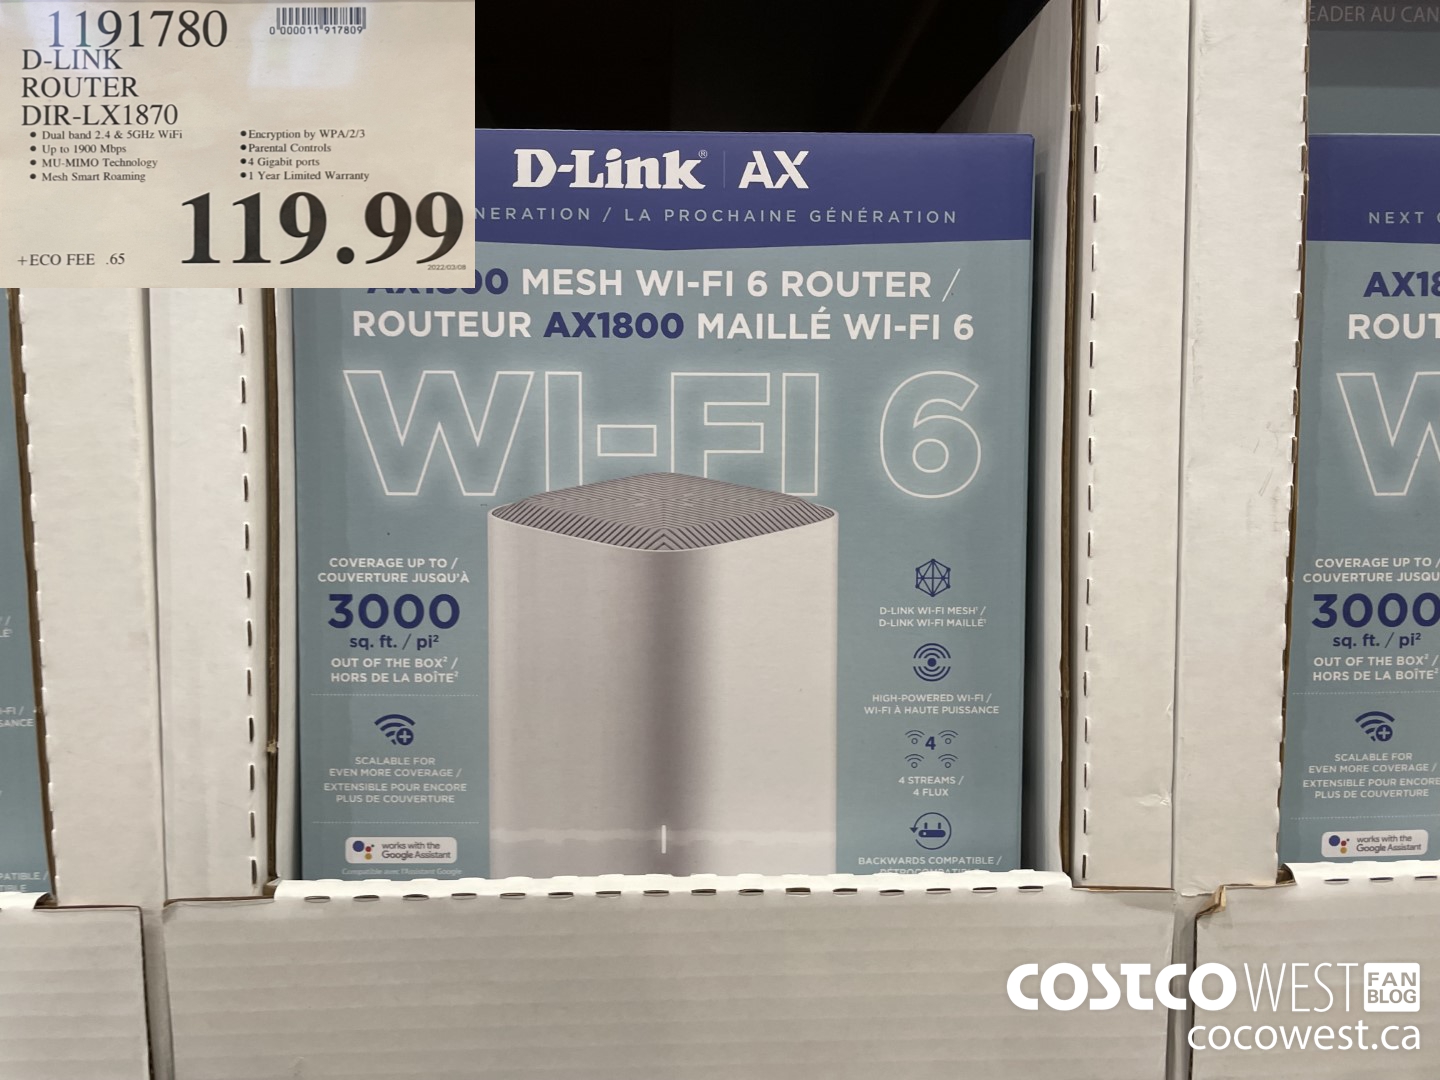 1191780
0"000011"917809"
D-LINK
ROUTER
DIR-LX1870
• Dual band 2.4 & 5GHz WiFi
• Up to 1900 Mbps
• MU-MIMO Technology
• Mesh Smart Roaming
• Encryption by WPA/2/3
• Parental Controls
• 4 Gigabit ports
• 1 Year Limited Warranty
119.99
+ECO FEE .65
2022/03/08
D-Link® AX
NERATION / LA PROCHAINE GÉNÉRATION
AX1800 MESH WI-FI 6 ROUTER /
ROUTEUR AX1800 MAILLÉ WI-FI 6
WI-FI 6
COVERAGE UP TO /
COUVERTURE JUSQU'À
3000
sq. ft. / pi²
OUT OF THE BOX² /
HORS DE LA BOÎTE²
SCALABLE FOR
EVEN MORE COVERAGE /
EXTENSIBLE POUR ENCORE
PLUS DE COUVERTURE
works with the
Google Assistant
Compatible avec l'Assistant Google
D-LINK WI-FI MESH¹ /
D-LINK WI-FI MAILLÉ¹
HIGH-POWERED WI-FI /
WI-FI À HAUTE PUISSANCE
4
4 STREAMS /
4 FLUX
BACKWARDS COMPATIBLE /
RÉTROCOMPATIBLE
EADER AU CAN
NEXT
AX18
ROUT
W
COVERAGE UP TO /
COUVERTURE JUSQU
3000
sq. ft. / pi²
OUT OF THE BOX² /
HORS DE LA BOÎTE²
SCALABLE FOR
EVEN MORE COVERAGE /
EXTENSIBLE POUR ENCORE
PLUS DE COUVERTURE
works with the
Google Assistant
COSTCO WEST FAN BLOG
cocowest.ca